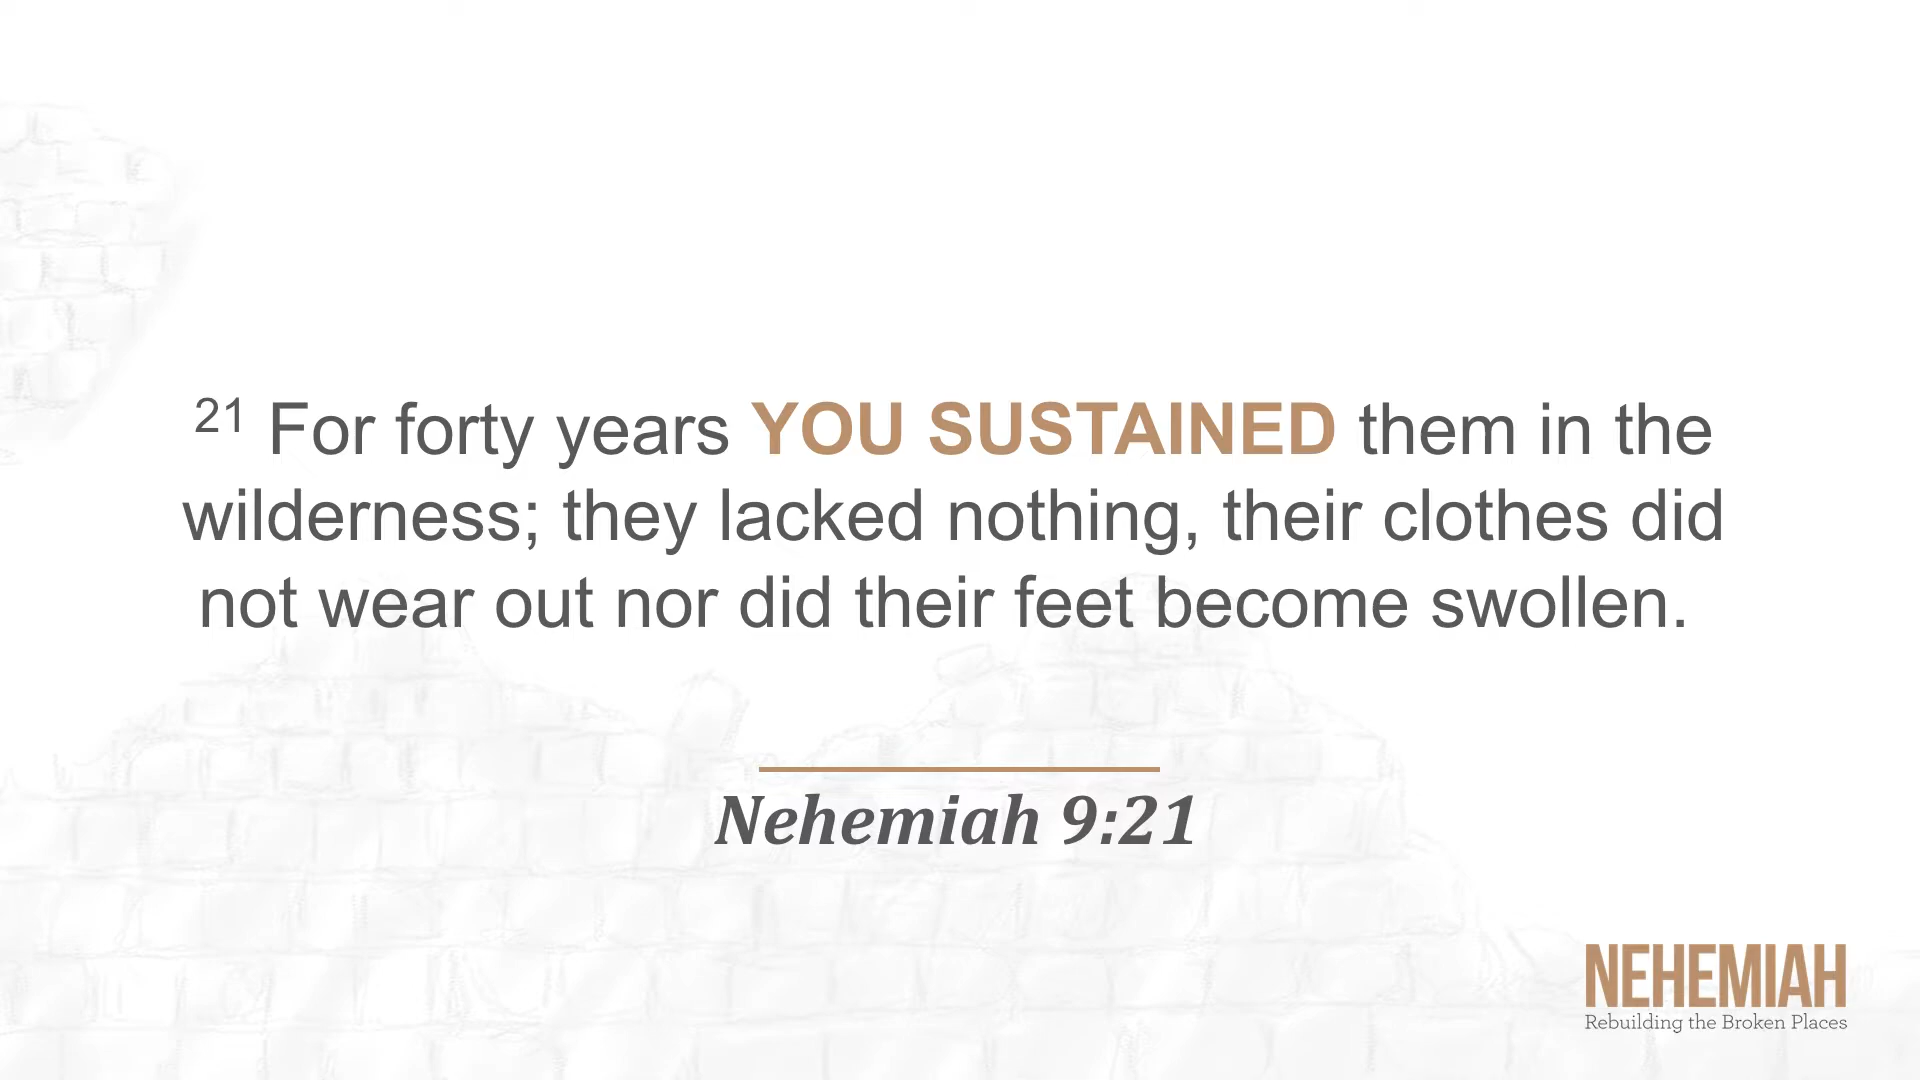 21 For forty years YOU SUSTAINED them in the
wilderness; they lacked nothing, their clothes did
not wear out nor did their feet become swollen.
Nehemiah 9:21
NEHEMIAH
Rebuilding the Broken Places